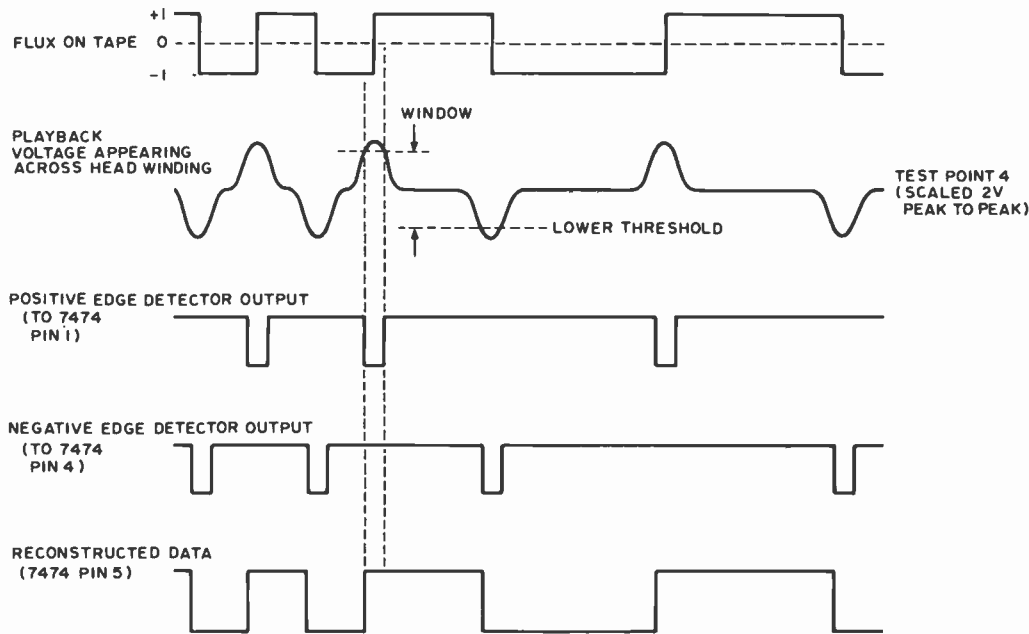 +1
FLUX ON TAPE
0
-1
WINDOW
PLAYBACK
VOLTAGE APPEARING
ACROSS HEAD WINDING
TEST POINT 4
(SCALED 2V
PEAK TO PEAK)
LOWER THRESHOLD
POSITIVE EDGE DETECTOR OUTPUT
(TO 7474
PIN 1)
NEGATIVE EDGE DETECTOR OUTPUT
(TO 7474
PIN 4)
RECONSTRUCTED DATA
(7474 PIN 5)